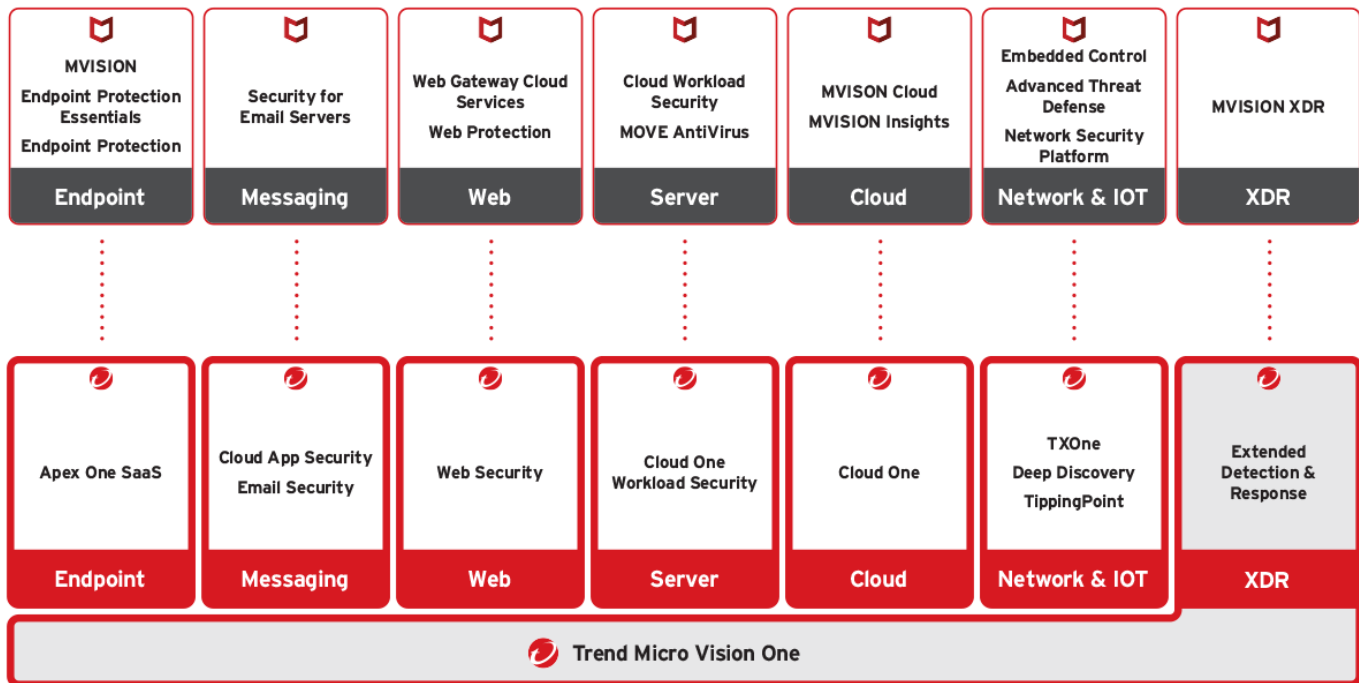 MVISION
Endpoint Protection
Essentials
Endpoint Protection
Endpoint
Security for
Email Servers
Messaging
Web Gateway Cloud
Services
Web Protection
Web
Cloud Workload
Security
MOVE AntiVirus
Server
MVISON Cloud
MVISION Insights
Cloud
Embedded Control
Advanced Threat
Defense
Network Security
Platform
Network & IOT
MVISION XDR
XDR
Apex One SaaS
Endpoint
Cloud App Security
Email Security
Messaging
Web Security
Web
Cloud One
Workload Security
Server
Cloud One
Cloud
TXOne
Deep Discovery
TippingPoint
Network & IOT
Extended
Detection &
Response
XDR
Trend Micro Vision One